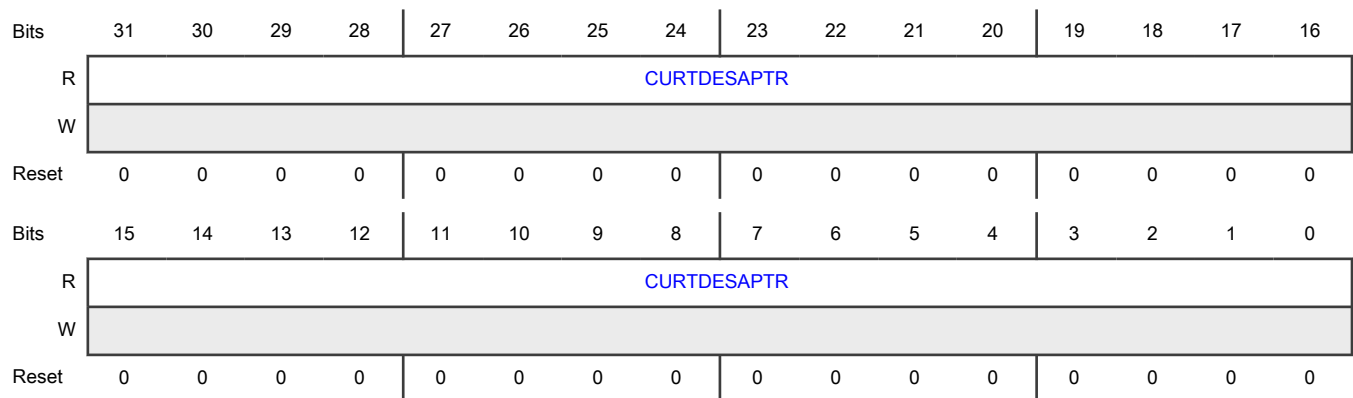 Bits 31 30 29 28 27 26 25 24 23 22 21 20 19 18 17 16
R CURTDESAPTR
W
Reset 0 0 0 0 0 0 0 0 0 0 0 0 0 0 0 0
Bits 15 14 13 12 11 10 9 8 7 6 5 4 3 2 1 0
R CURTDESAPTR
W
Reset 0 0 0 0 0 0 0 0 0 0 0 0 0 0 0 0